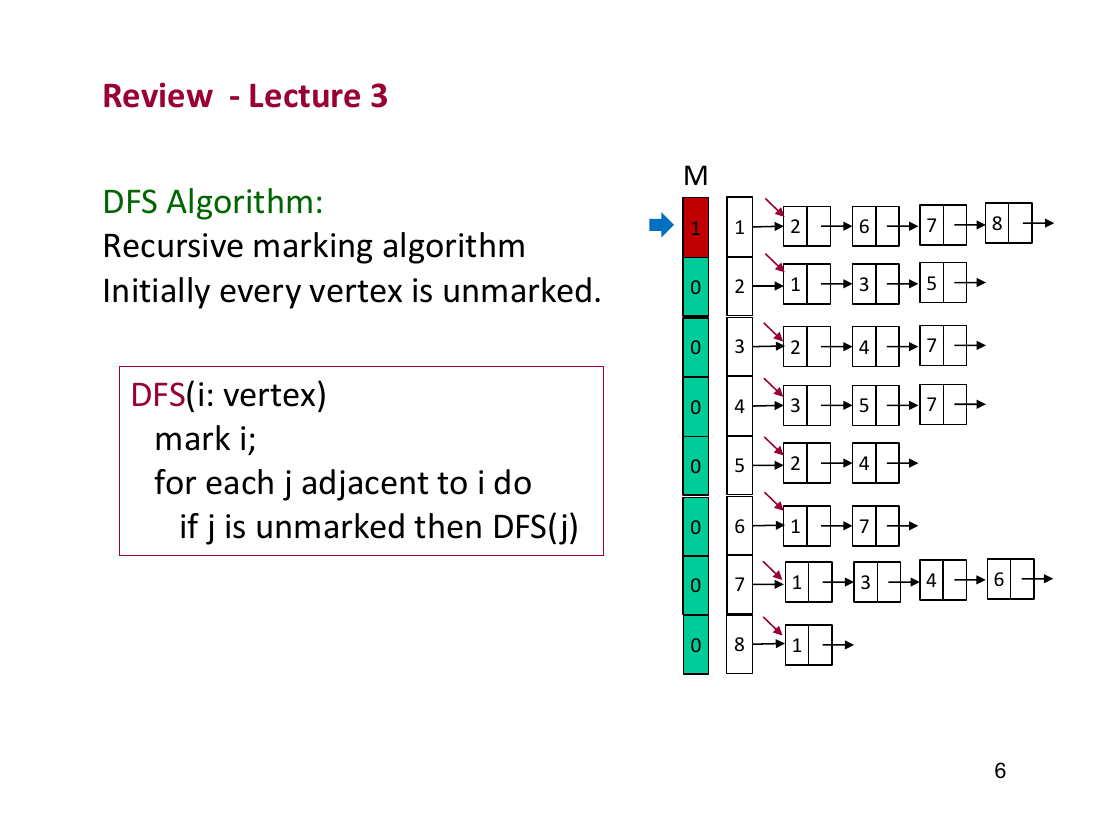 Review - Lecture 3
DFS Algorithm:
Recursive marking algorithm
Initially every vertex is unmarked.
DFS(i: vertex)
mark i;
for each j adjacent to i do
if j is unmarked then DFS(j)
M
1 1 2 6 7 8
0 2 1 3 5
0 3 2 4 7
0 4 3 5 7
0 5 2 4
0 6 1 7
0 7 1 3 4 6
0 8 1
6